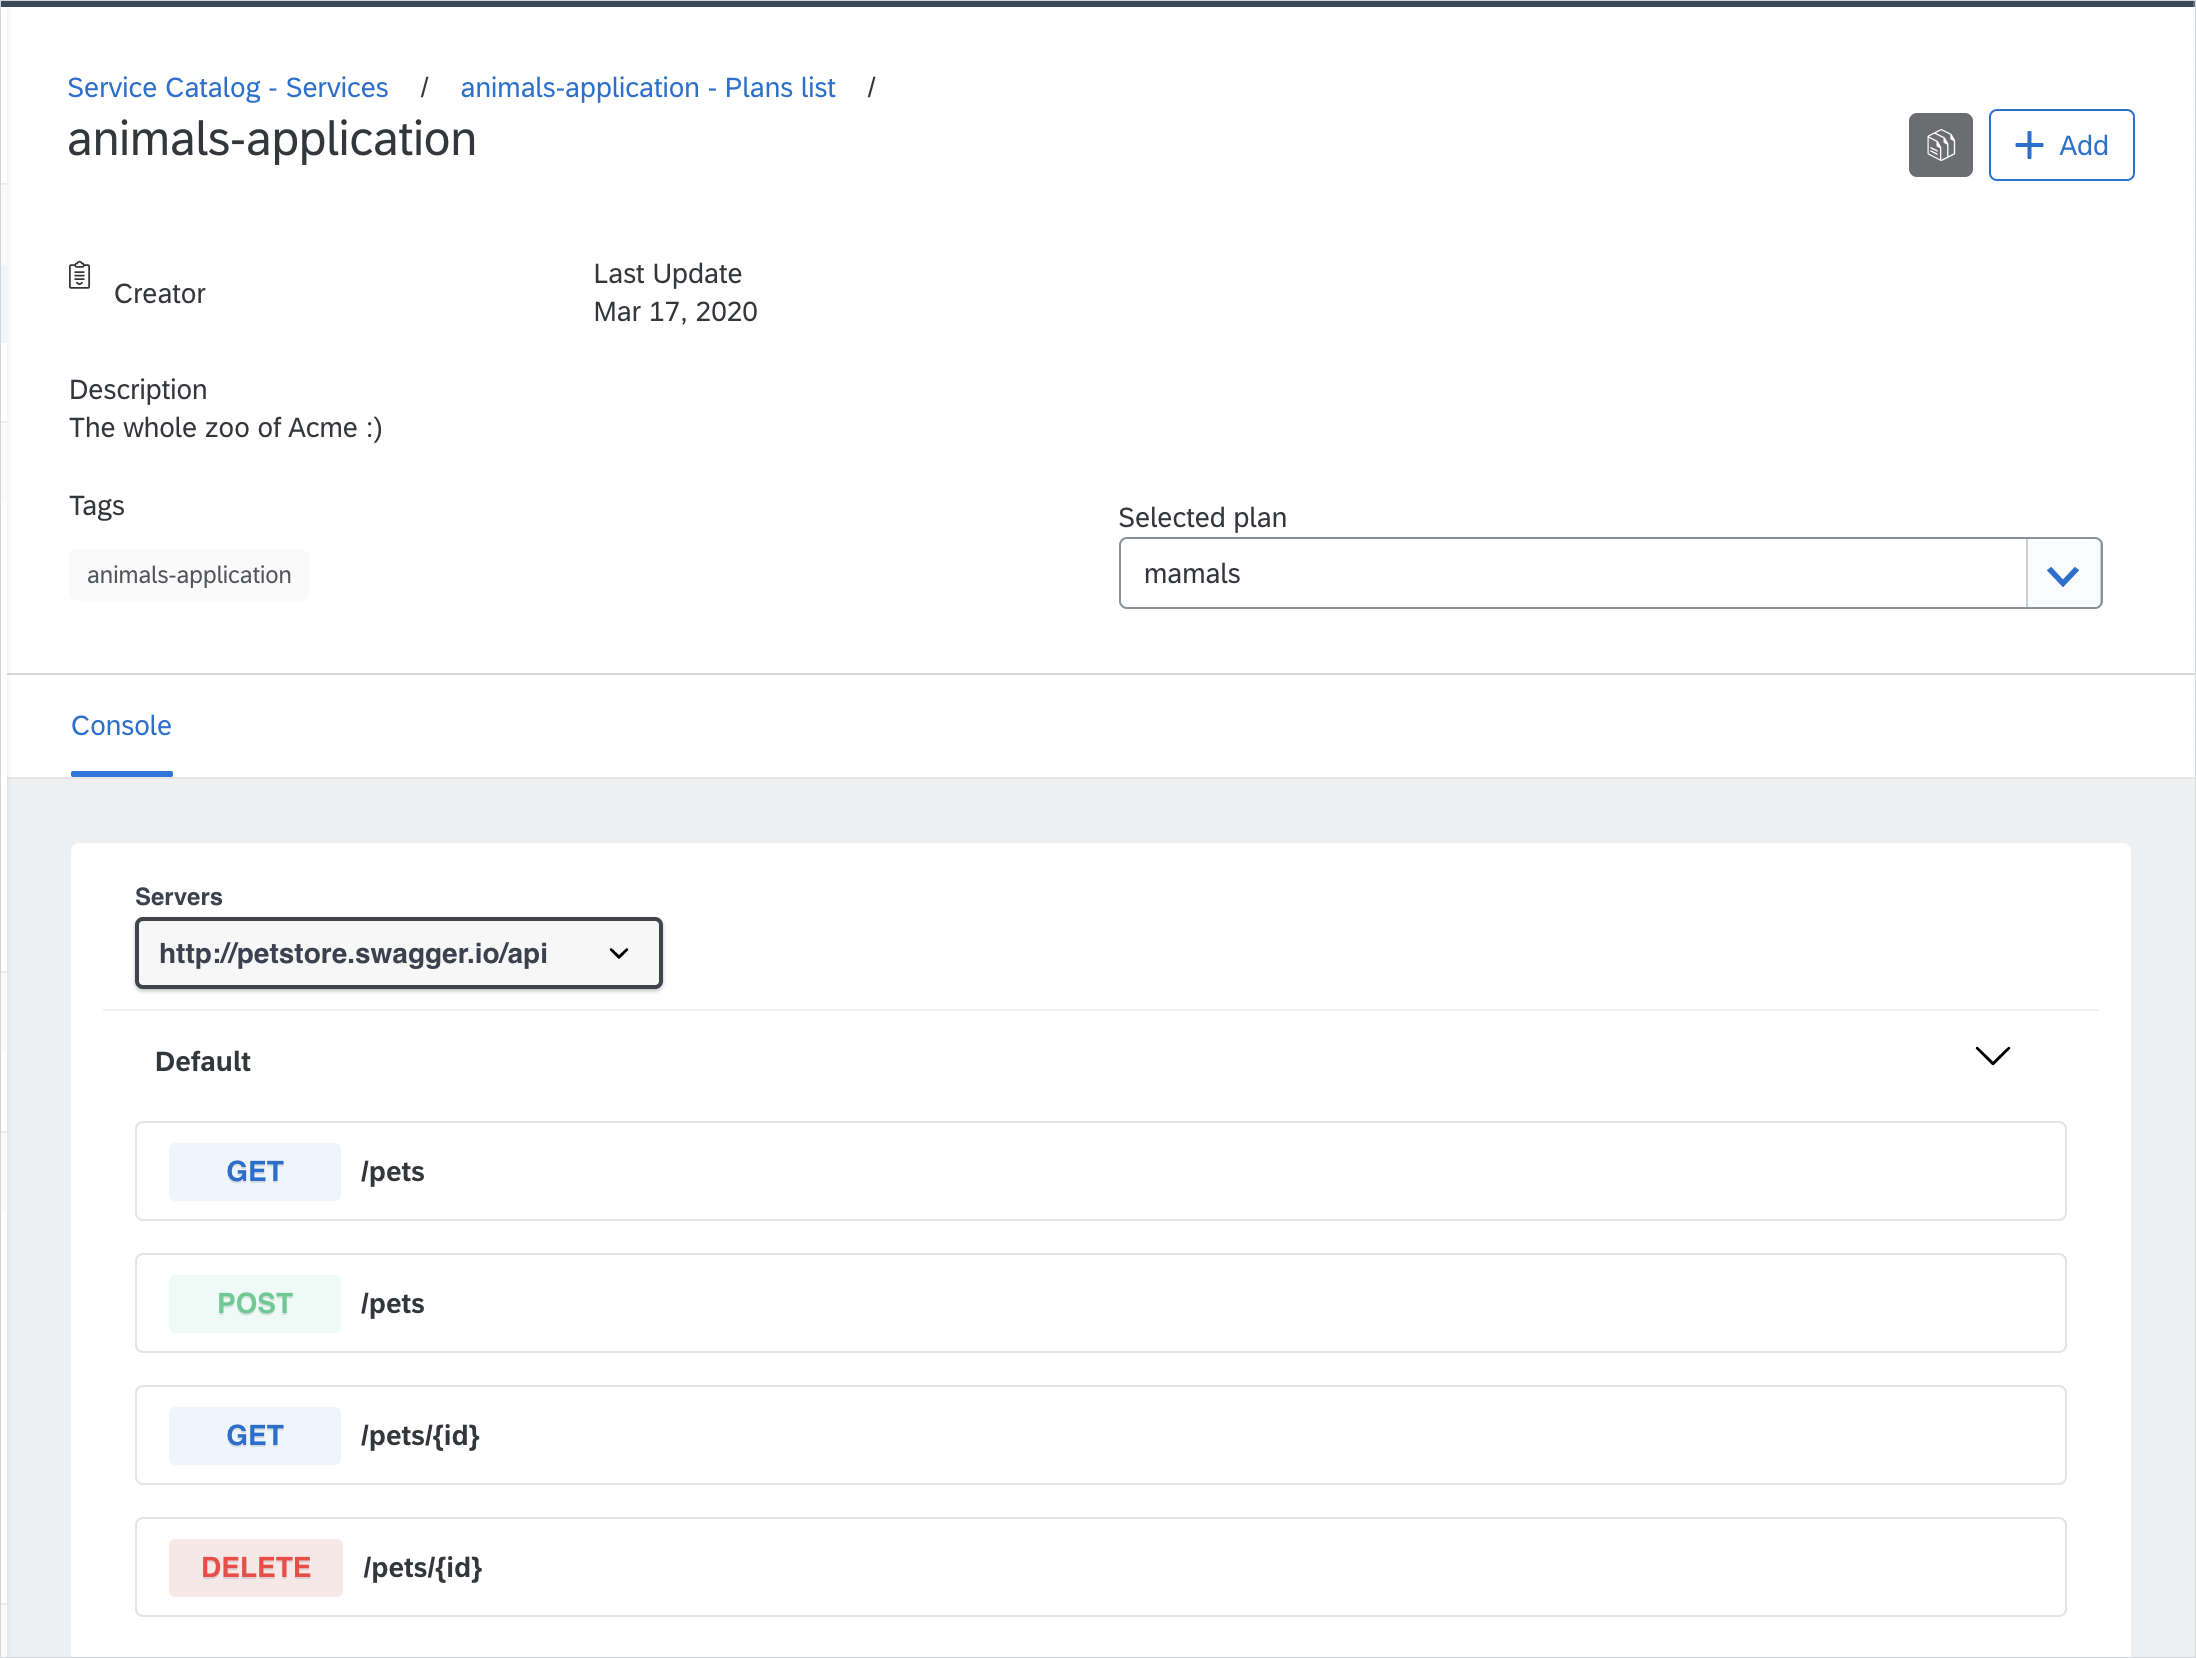 Service Catalog - Services / animals-application - Plans list /
animals-application
Add
Creator
Last Update
Mar 17, 2020
Description
The whole zoo of Acme :)
Tags
animals-application
Selected plan
mamals
Console
Servers
http://petstore.swagger.io/api
Default
GET /pets
POST /pets
GET /pets/{id}
DELETE /pets/{id}